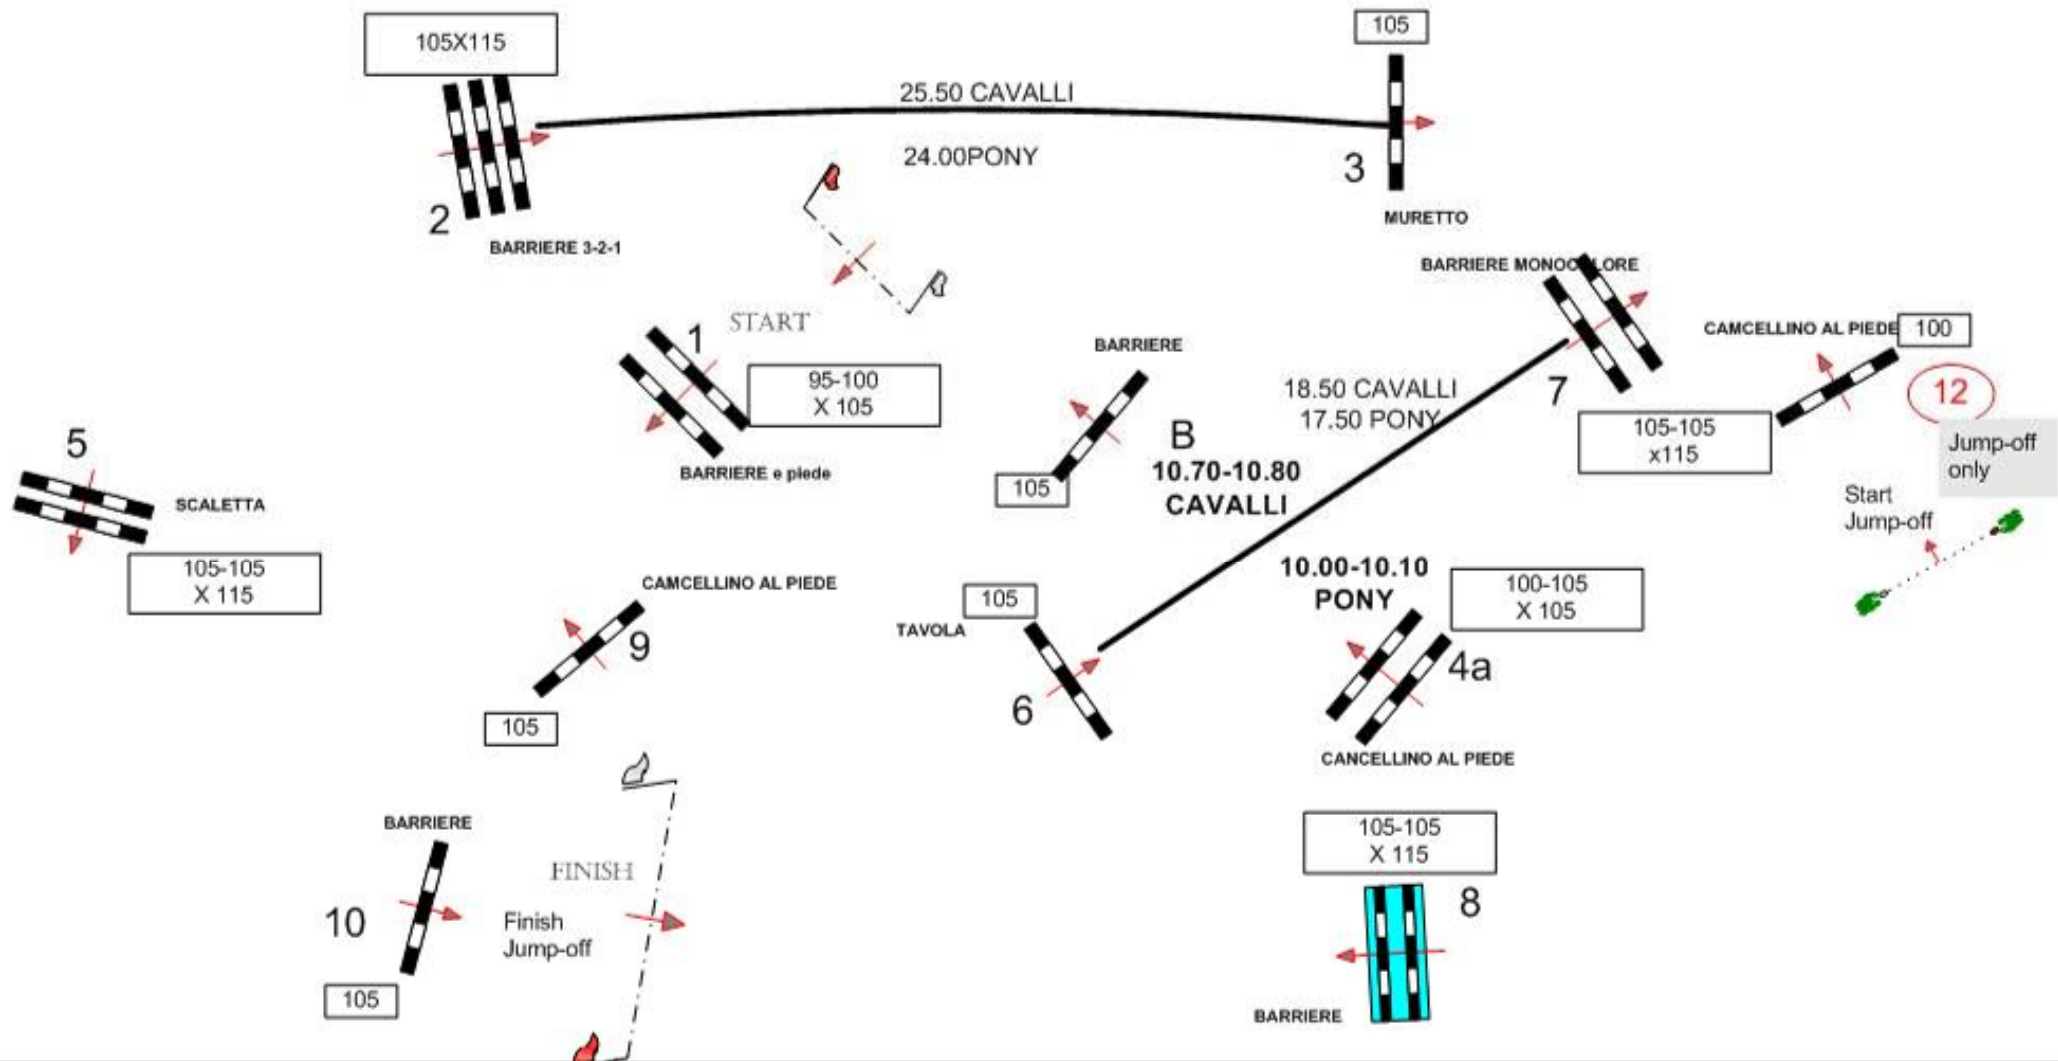 105X115
105
25.50 CAVALLI
24.00PONY
3
2
BARRIERE 3-2-1
MURETTO
BARRIERE MONOCOLORE
1
START
CAMCELLINO AL PIEDE
100
BARRIERE
95-100
X 105
18.50 CAVALLI
17.50 PONY
7
12
105-105
x115
Jump-off
only
5
B
10.70-10.80
CAVALLI
BARRIERE e piede
105
SCALETTA
Start
Jump-off
105-105
X 115
10.00-10.10
PONY
100-105
X 105
CAMCELLINO AL PIEDE
105
TAVOLA
9
4a
6
105
CANCELLINO AL PIEDE
BARRIERE
105-105
X 115
FINISH
8
10
Finish
Jump-off
105
BARRIERE